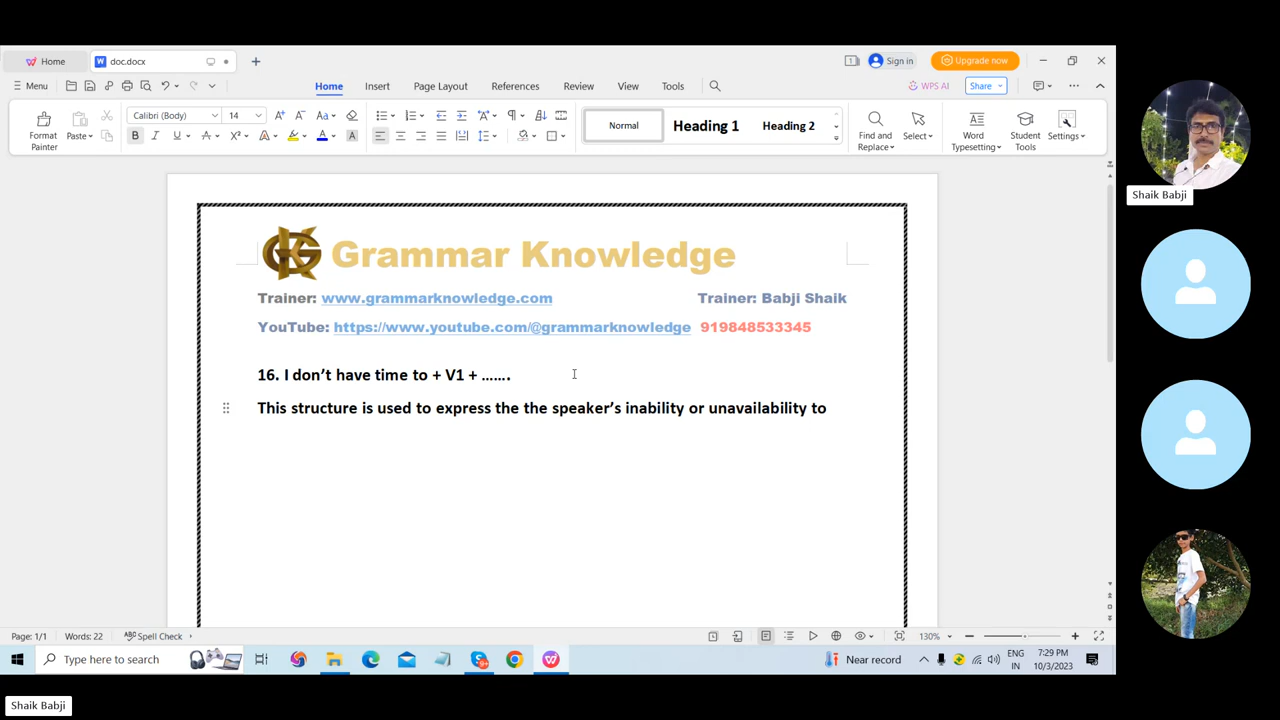 Home
doc.docx
Sign in
Upgrade now
Menu
Home
Insert
Page Layout
References
Review
View
Tools
WPS AI
Share
Format Painter
Paste
Calibri (Body)
14
Normal
Heading 1
Heading 2
Find and Replace
Select
Word Typesetting
Student Tools
Settings
Grammar Knowledge
Trainer: www.grammarknowledge.com Trainer: Babji Shaik
YouTube: https://www.youtube.com/@grammarknowledge 919848533345
16. I don’t have time to + V1 + …….
This structure is used to express the the speaker’s inability or unavailability to
Shaik Babji
Page: 1/1
Words: 22
Spell Check
130%
Type here to search
Near record
ENG
IN
7:29 PM
10/3/2023
Shaik Babji